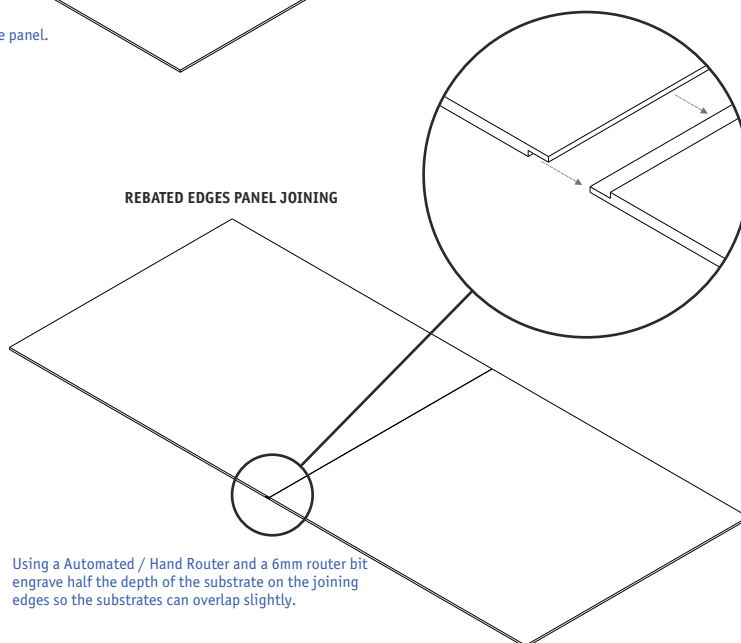 e panel.
REBATED EDGES PANEL JOINING
Using a Automated / Hand Router and a 6mm router bit
engrave half the depth of the substrate on the joining
edges so the substrates can overlap slightly.